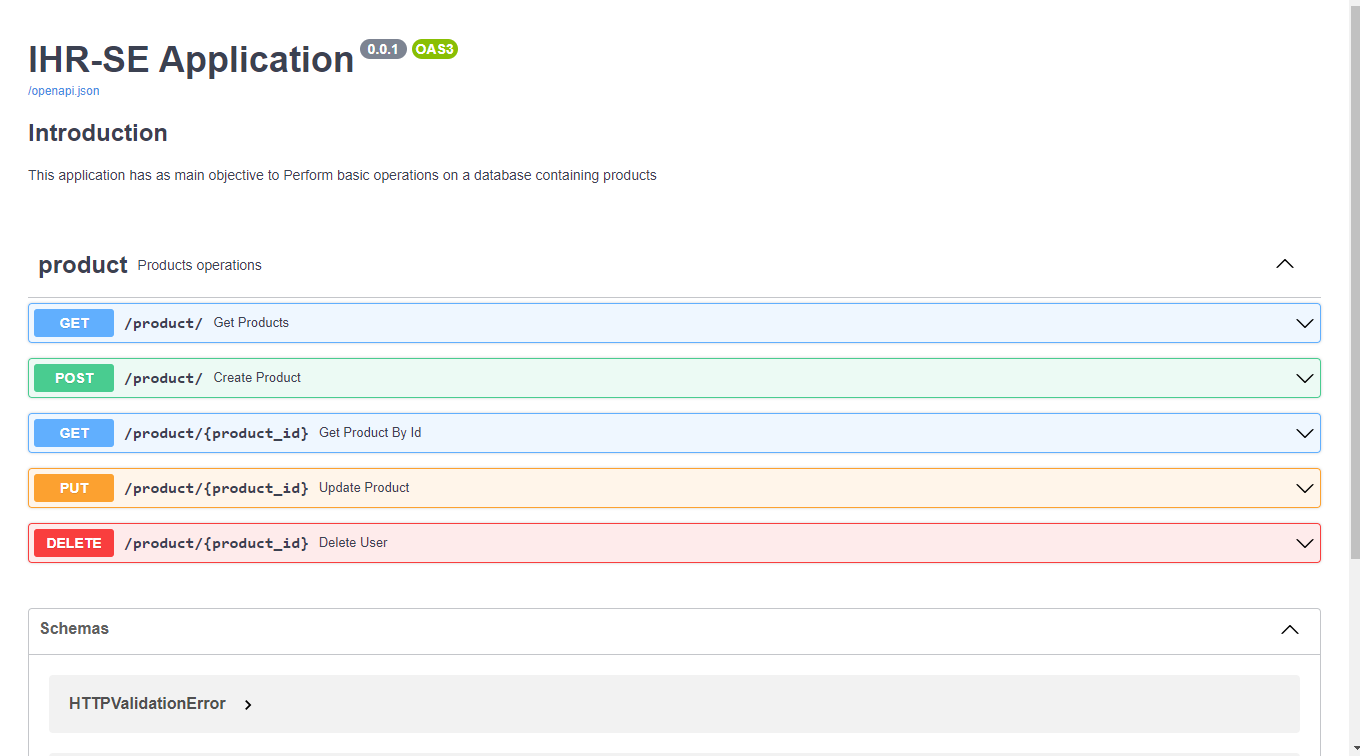 IHR-SE Application 0.0.1 OAS3
/openapi.json
Introduction
This application has as main objective to Perform basic operations on a database containing products
product Products operations
GET /product/ Get Products
POST /product/ Create Product
GET /product/{product_id} Get Product By Id
PUT /product/{product_id} Update Product
DELETE /product/{product_id} Delete User
Schemas
HTTPValidationError